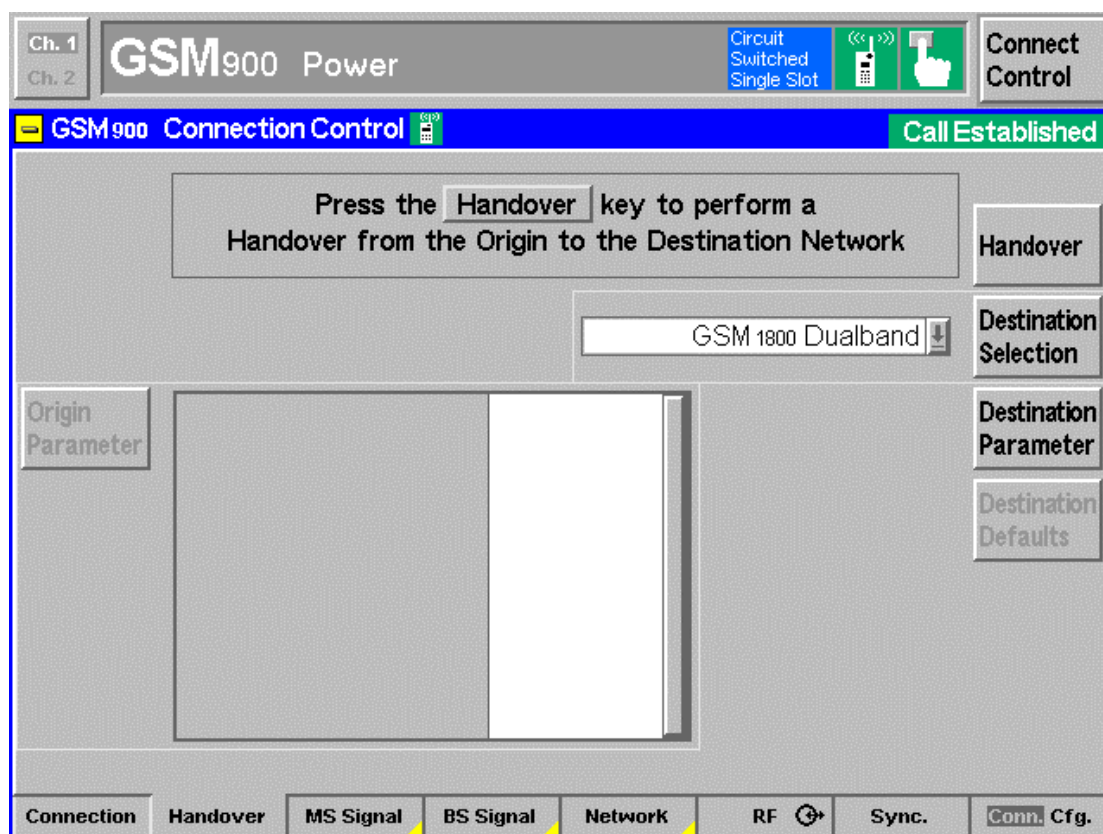 Ch. 1
Ch. 2
GSM900 Power
Circuit
Switched
Single Slot
Connect
Control
GSM 900 Connection Control
Call Established
Press the Handover key to perform a
Handover from the Origin to the Destination Network
Handover
GSM 1800 Dualband
Destination
Selection
Origin
Parameter
Destination
Parameter
Destination
Defaults
Connection
Handover
MS Signal
BS Signal
Network
RF
Sync.
Conn. Cfg.